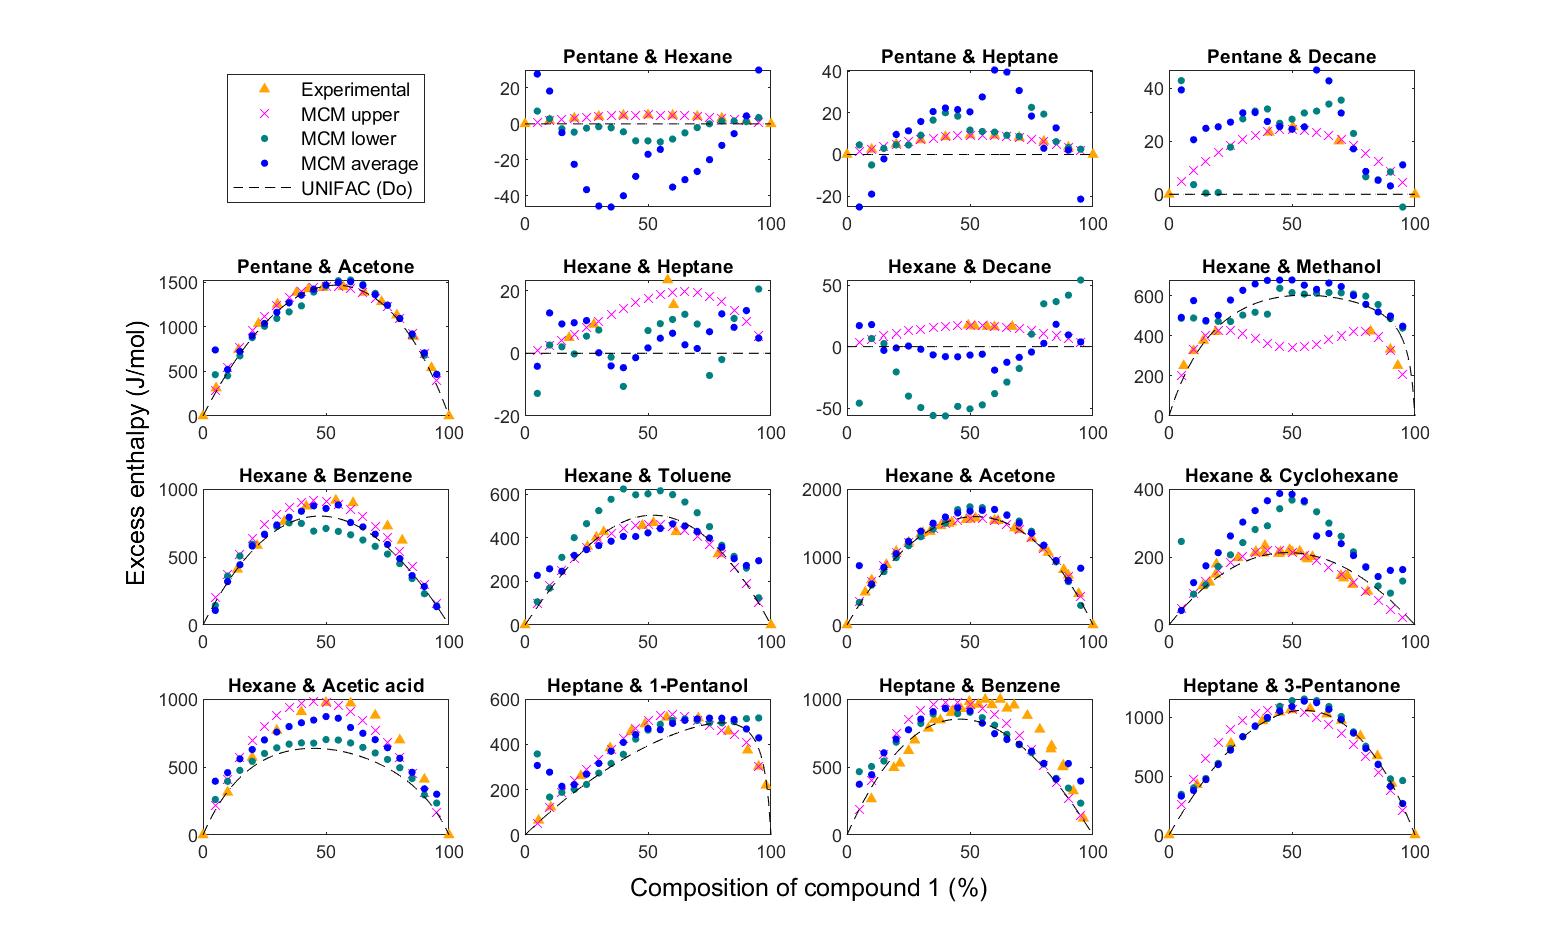 Experimental
MCM upper
MCM lower
MCM average
UNIFAC (Do)
Pentane & Hexane
20
0
-20
-40
0 50 100
Pentane & Heptane
40
20
0
-20
0 50 100
Pentane & Decane
40
20
0
0 50 100
Pentane & Acetone
1500
1000
500
0
0 50 100
Hexane & Heptane
20
0
-20
0 50 100
Hexane & Decane
50
0
-50
0 50 100
Hexane & Methanol
600
400
200
0
0 50 100
Hexane & Benzene
1000
500
0
0 50 100
Hexane & Toluene
600
400
200
0
0 50 100
Hexane & Acetone
2000
1000
0
0 50 100
Hexane & Cyclohexane
400
300
200
100
0
0 50 100
Hexane & Acetic acid
1000
500
0
0 50 100
Heptane & 1-Pentanol
600
400
200
0
0 50 100
Heptane & Benzene
1000
500
0
0 50 100
Heptane & 3-Pentanone
1000
500
0
0 50 100
Excess enthalpy (J/mol)
Composition of compound 1 (%)